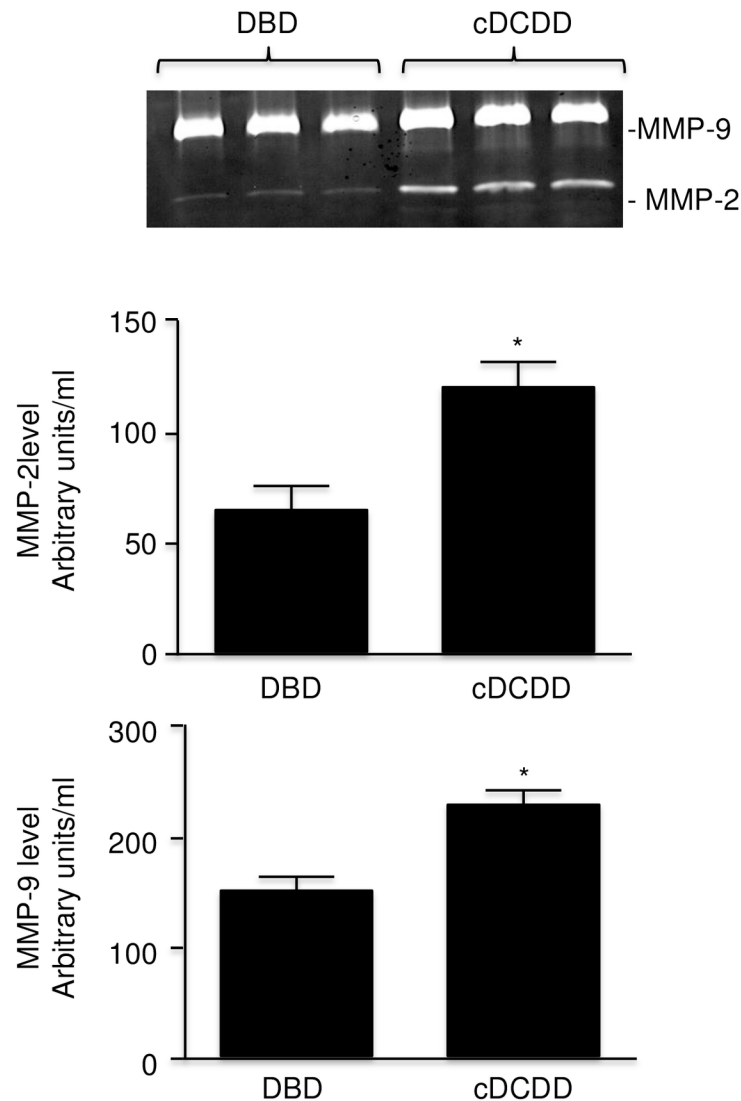 DBD cDCDD
-MMP-9
- MMP-2
MMP-2level
Arbitrary units/ml
150
100
50
0
*
DBD cDCDD
MMP-9 level
Arbitrary units/ml
300
200
100
0
*
DBD cDCDD